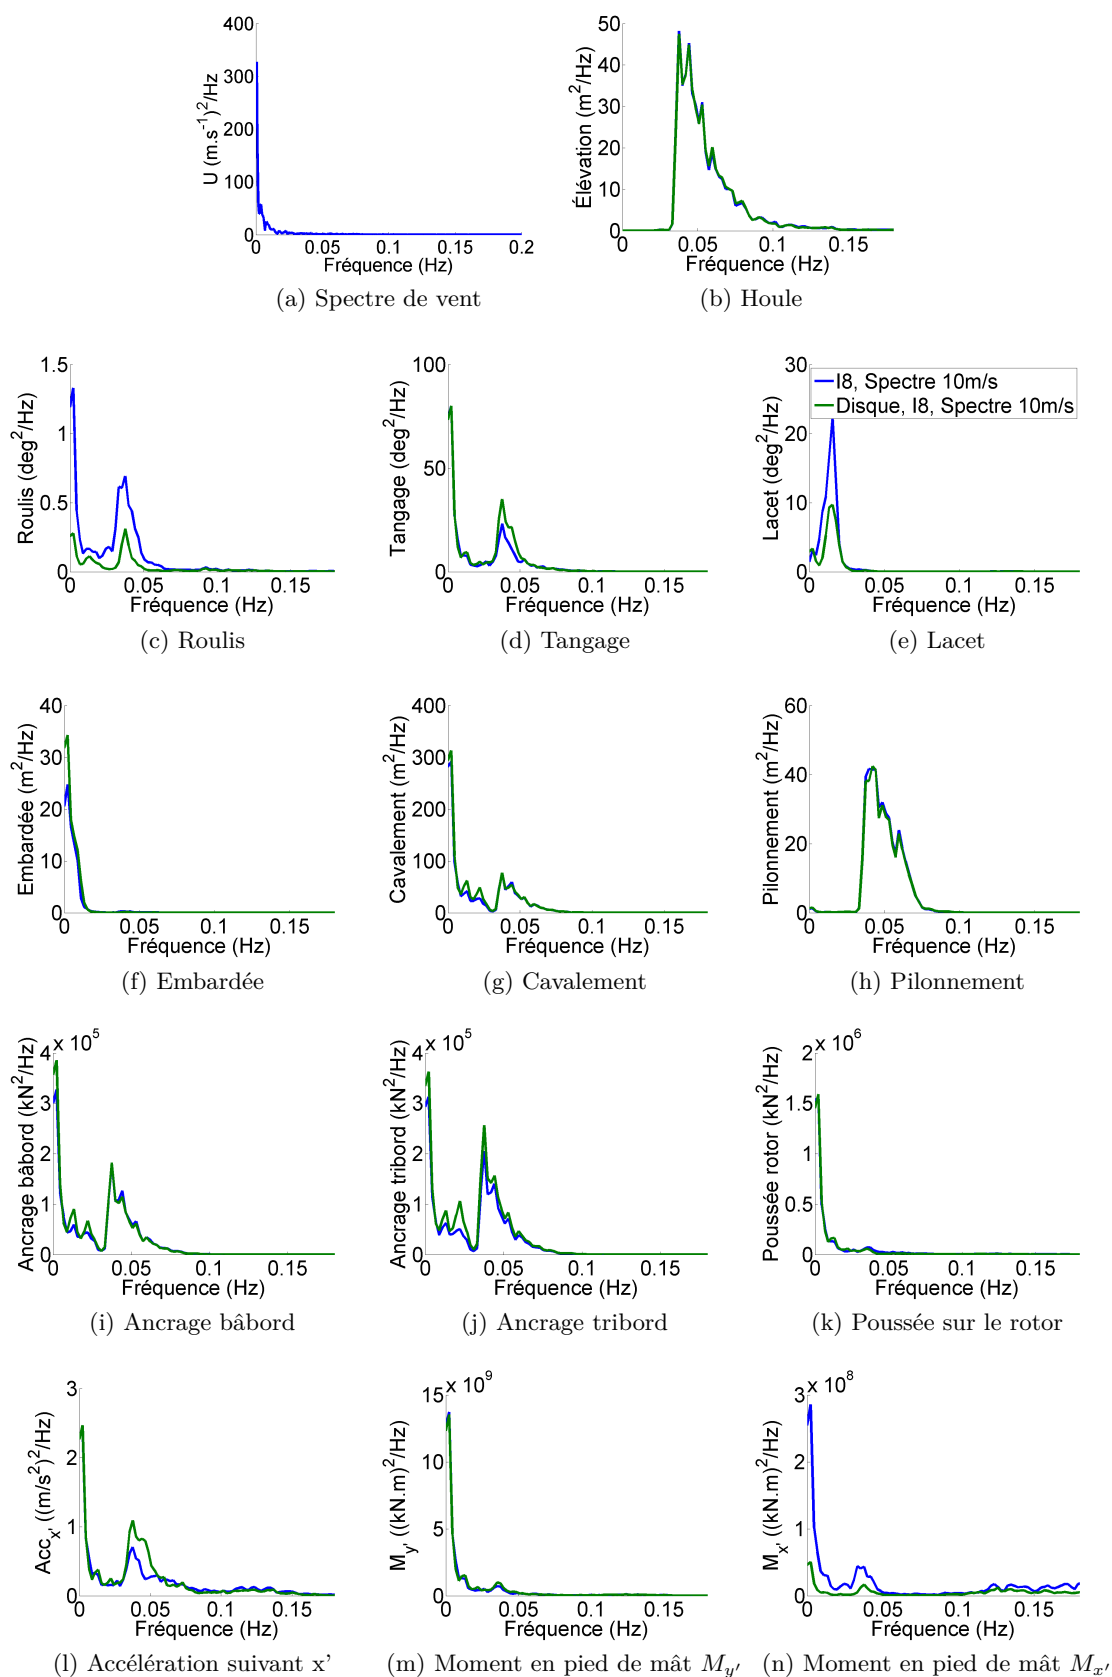 400
300
200
100
0
U (m.s-1)2/Hz
0 0.05 0.1 0.15 0.2
Fréquence (Hz)
(a) Spectre de vent
50
40
30
20
10
0
Élévation (m2/Hz)
0 0.05 0.1 0.15
Fréquence (Hz)
(b) Houle
1.5
1
0.5
0
Roulis (deg2/Hz)
0 0.05 0.1 0.15
Fréquence (Hz)
(c) Roulis
100
50
0
Tangage (deg2/Hz)
0 0.05 0.1 0.15
Fréquence (Hz)
(d) Tangage
30
20
10
0
Lacet (deg2/Hz)
I8, Spectre 10m/s
Disque, I8, Spectre 10m/s
0 0.05 0.1 0.15
Fréquence (Hz)
(e) Lacet
40
30
20
10
0
Embardée (m2/Hz)
0 0.05 0.1 0.15
Fréquence (Hz)
(f) Embardée
400
300
200
100
0
Cavalement (m2/Hz)
0 0.05 0.1 0.15
Fréquence (Hz)
(g) Cavalement
60
40
20
0
Pilonnement (m2/Hz)
0 0.05 0.1 0.15
Fréquence (Hz)
(h) Pilonnement
x 105
4
3
2
1
0
Ancrage bâbord (kN2/Hz)
0 0.05 0.1 0.15
Fréquence (Hz)
(i) Ancrage bâbord
x 105
4
3
2
1
0
Ancrage tribord (kN2/Hz)
0 0.05 0.1 0.15
Fréquence (Hz)
(j) Ancrage tribord
x 106
2
1.5
1
0.5
0
Poussée rotor (kN2/Hz)
0 0.05 0.1 0.15
Fréquence (Hz)
(k) Poussée sur le rotor
3
2
1
0
Accx' ((m/s2)2/Hz)
0 0.05 0.1 0.15
Fréquence (Hz)
(l) Accélération suivant x'
x 109
15
10
5
0
My' ((kN.m)2/Hz)
0 0.05 0.1 0.15
Fréquence (Hz)
(m) Moment en pied de mât My'
x 108
3
2
1
0
Mx' ((kN.m)2/Hz)
0 0.05 0.1 0.15
Fréquence (Hz)
(n) Moment en pied de mât Mx'